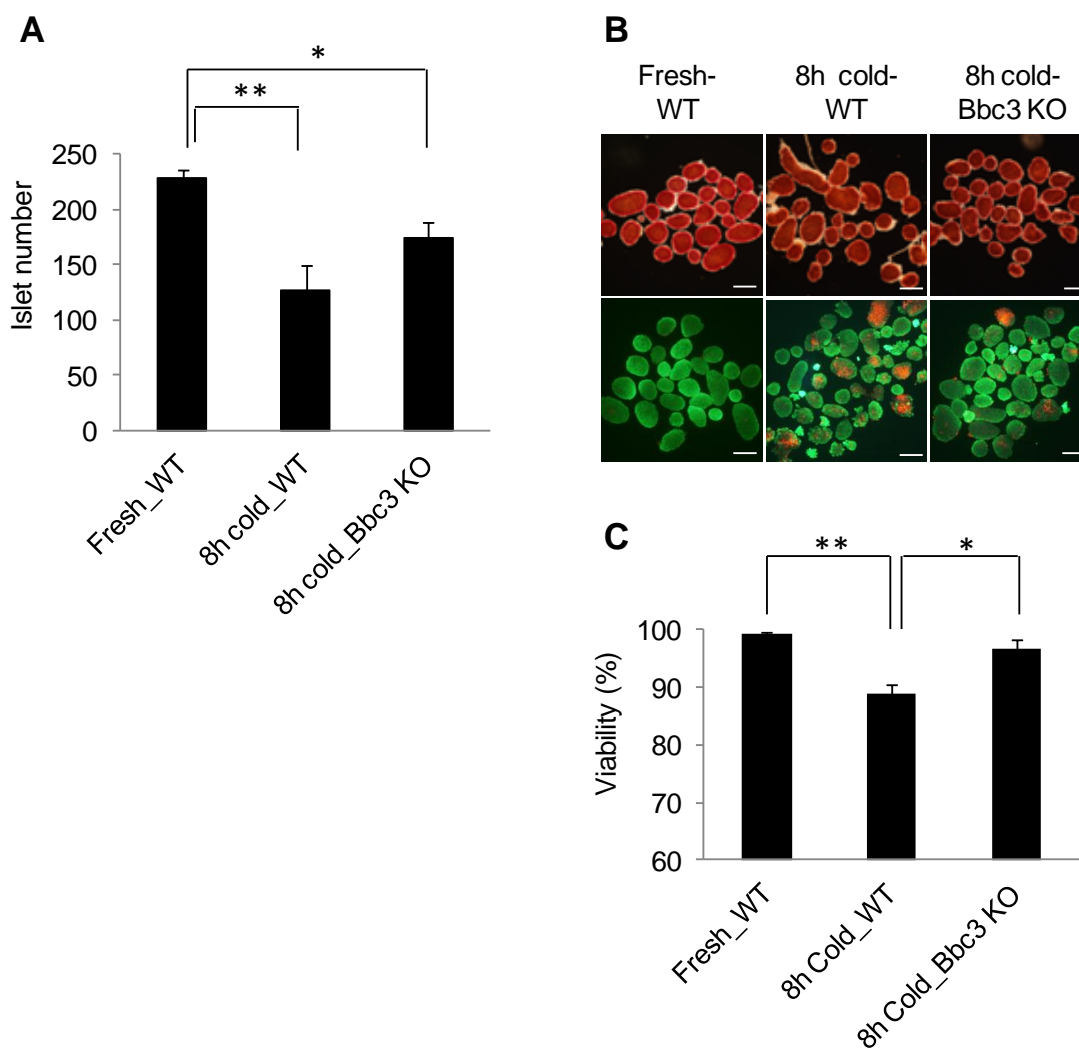 A
*
**
250
200
150
100
50
0
Islet number
Fresh_WT
8h cold_WT
8h cold_Bbc3 KO
B
Fresh-
WT
8h cold-
WT
8h cold-
Bbc3 KO
C
**
*
100
90
80
70
60
Viability (%)
Fresh_WT
8h Cold_WT
8h Cold_Bbc3 KO